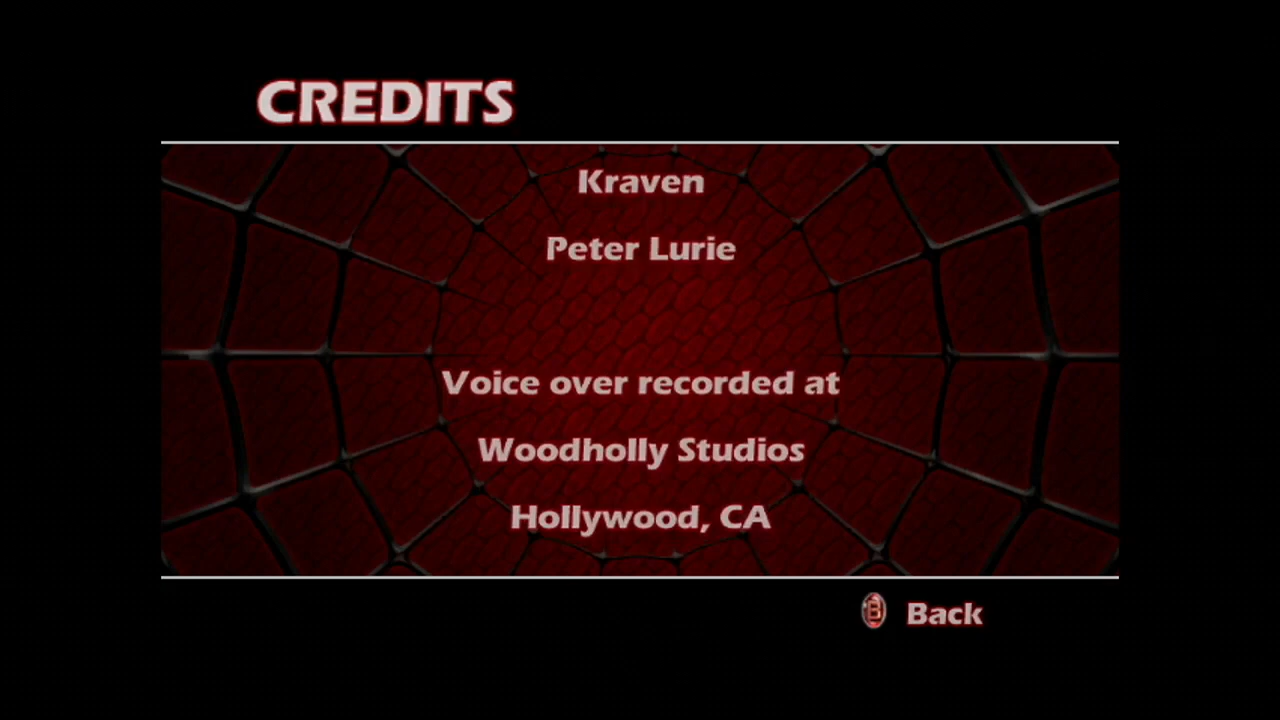 CREDITS
Kraven
Peter Lurie
Voice over recorded at
Woodholly Studios
Hollywood, CA
B Back